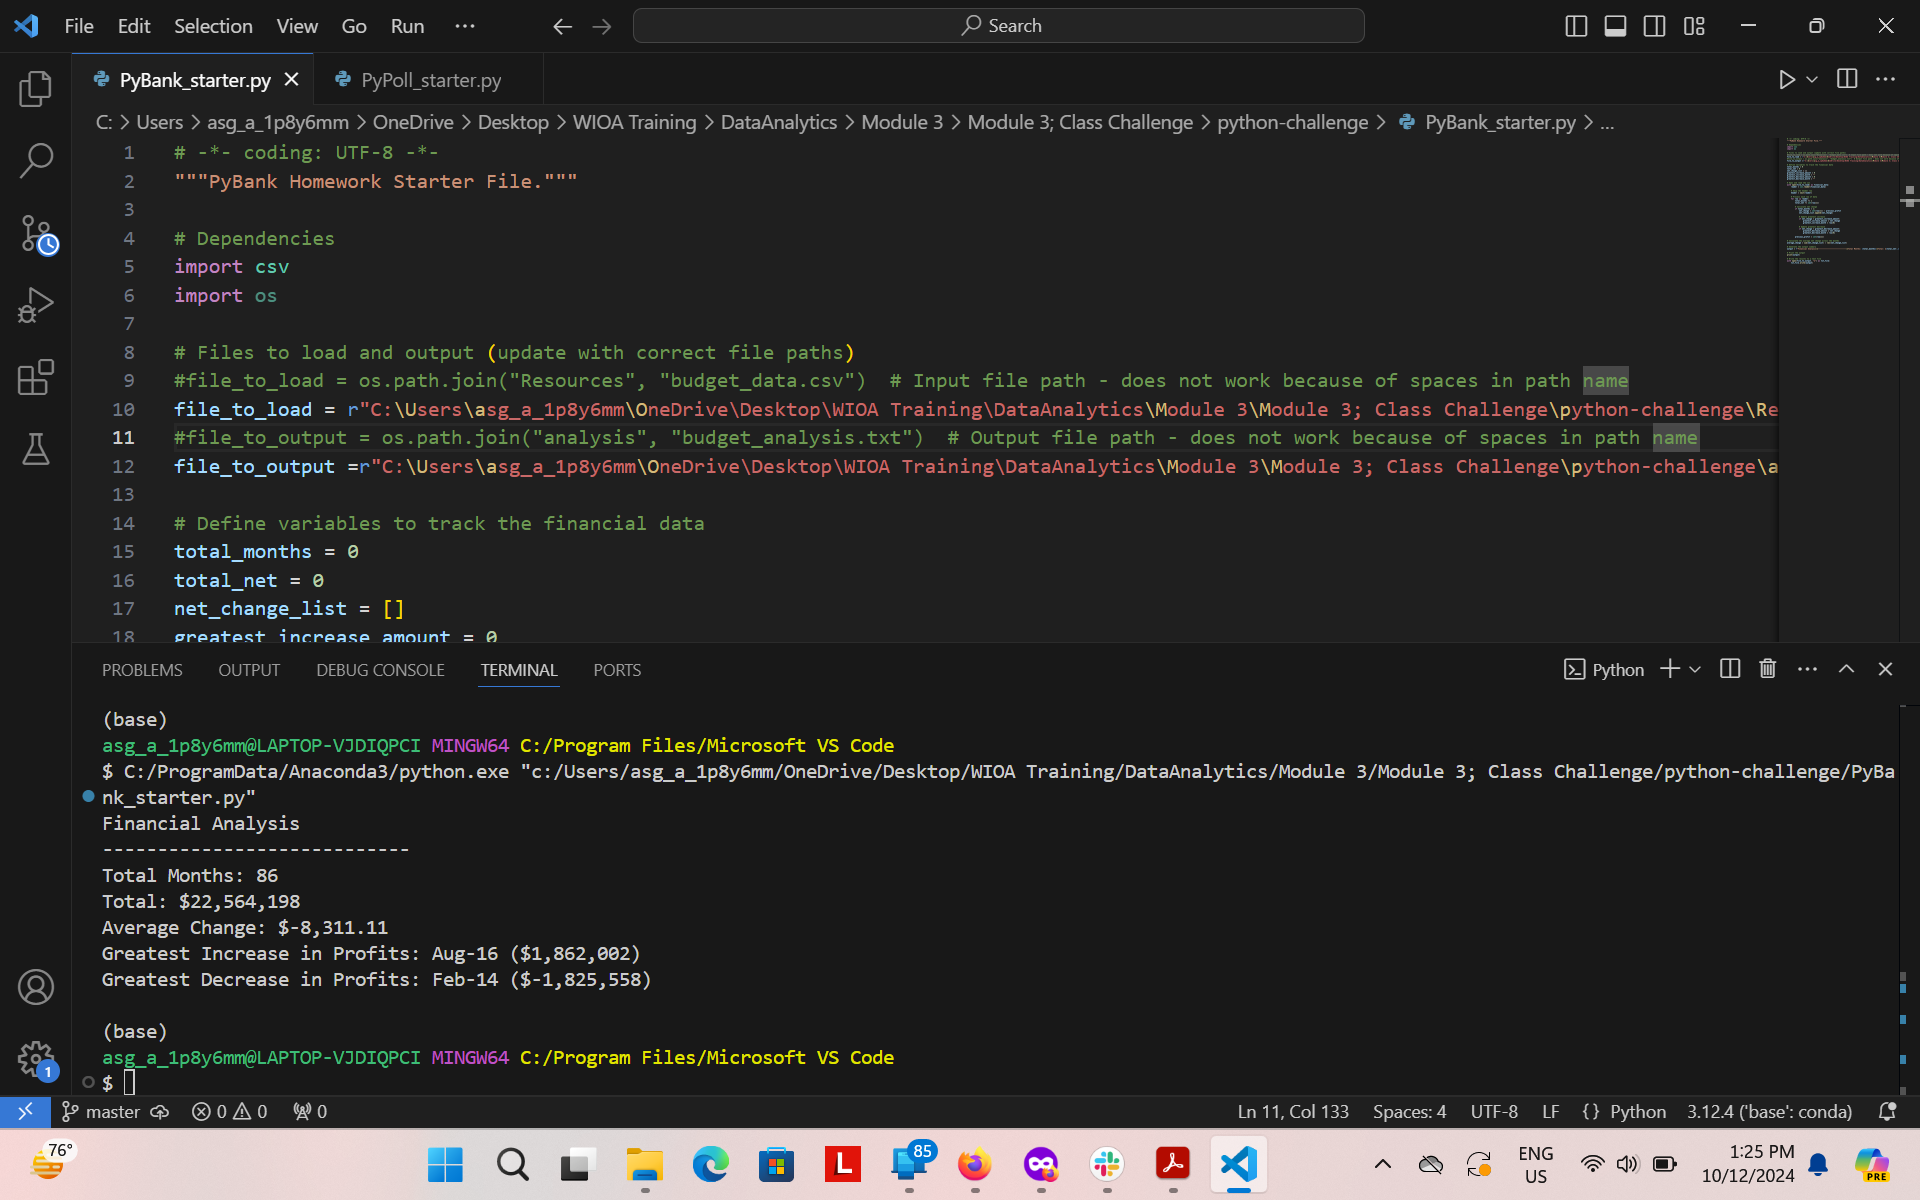 File Edit Selection View Go Run ··· Search
PyBank_starter.py PyPoll_starter.py
C: > Users > asg_a_1p8y6mm > OneDrive > Desktop > WIOA Training > DataAnalytics > Module 3 > Module 3; Class Challenge > python-challenge > PyBank_starter.py > ...
1 # -*- coding: UTF-8 -*-
2 """PyBank Homework Starter File."""
3
4 # Dependencies
5 import csv
6 import os
7
8 # Files to load and output (update with correct file paths)
9 #file_to_load = os.path.join("Resources", "budget_data.csv")  # Input file path - does not work because of spaces in path name
10 file_to_load = r"C:\Users\asg_a_1p8y6mm\OneDrive\Desktop\WIOA Training\DataAnalytics\Module 3\Module 3; Class Challenge\python-challenge\Re
11 #file_to_output = os.path.join("analysis", "budget_analysis.txt")  # Output file path - does not work because of spaces in path name
12 file_to_output =r"C:\Users\asg_a_1p8y6mm\OneDrive\Desktop\WIOA Training\DataAnalytics\Module 3\Module 3; Class Challenge\python-challenge\a
13
14 # Define variables to track the financial data
15 total_months = 0
16 total_net = 0
17 net_change_list = []
18 greatest_increase_amount = 0
PROBLEMS OUTPUT DEBUG CONSOLE TERMINAL PORTS Python
(base)
asg_a_1p8y6mm@LAPTOP-VJDIQPCI MINGW64 C:/Program Files/Microsoft VS Code
$ C:/ProgramData/Anaconda3/python.exe "c:/Users/asg_a_1p8y6mm/OneDrive/Desktop/WIOA Training/DataAnalytics/Module 3/Module 3; Class Challenge/python-challenge/PyBa
nk_starter.py"
Financial Analysis
----------------------------
Total Months: 86
Total: $22,564,198
Average Change: $-8,311.11
Greatest Increase in Profits: Aug-16 ($1,862,002)
Greatest Decrease in Profits: Feb-14 ($-1,825,558)
(base)
asg_a_1p8y6mm@LAPTOP-VJDIQPCI MINGW64 C:/Program Files/Microsoft VS Code
$
1
master 0 0 0 Ln 11, Col 133 Spaces: 4 UTF-8 LF {} Python 3.12.4 ('base': conda)
76° L 85 ENG US 1:25 PM 10/12/2024 PRE